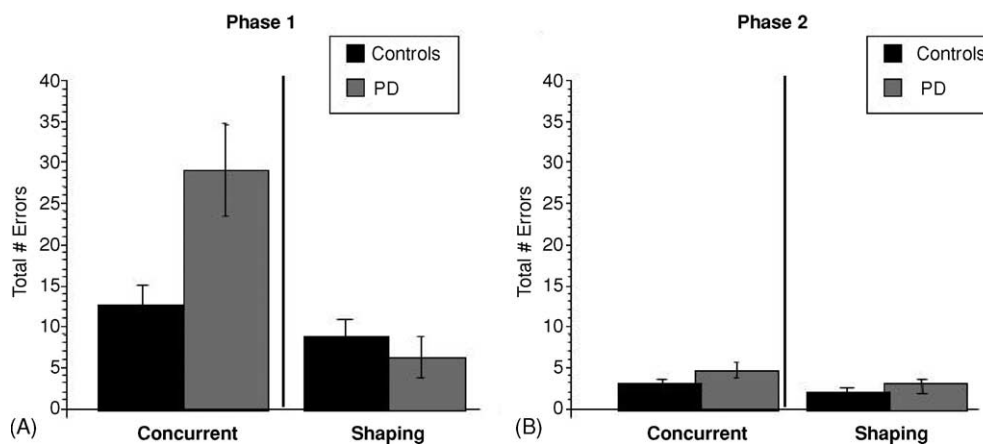 Phase 1
Controls
PD
40
35
30
25
20
15
10
5
0
Total # Errors
Concurrent
Shaping
(A)
Phase 2
Controls
PD
40
35
30
25
20
15
10
5
0
Total # Errors
Concurrent
Shaping
(B)